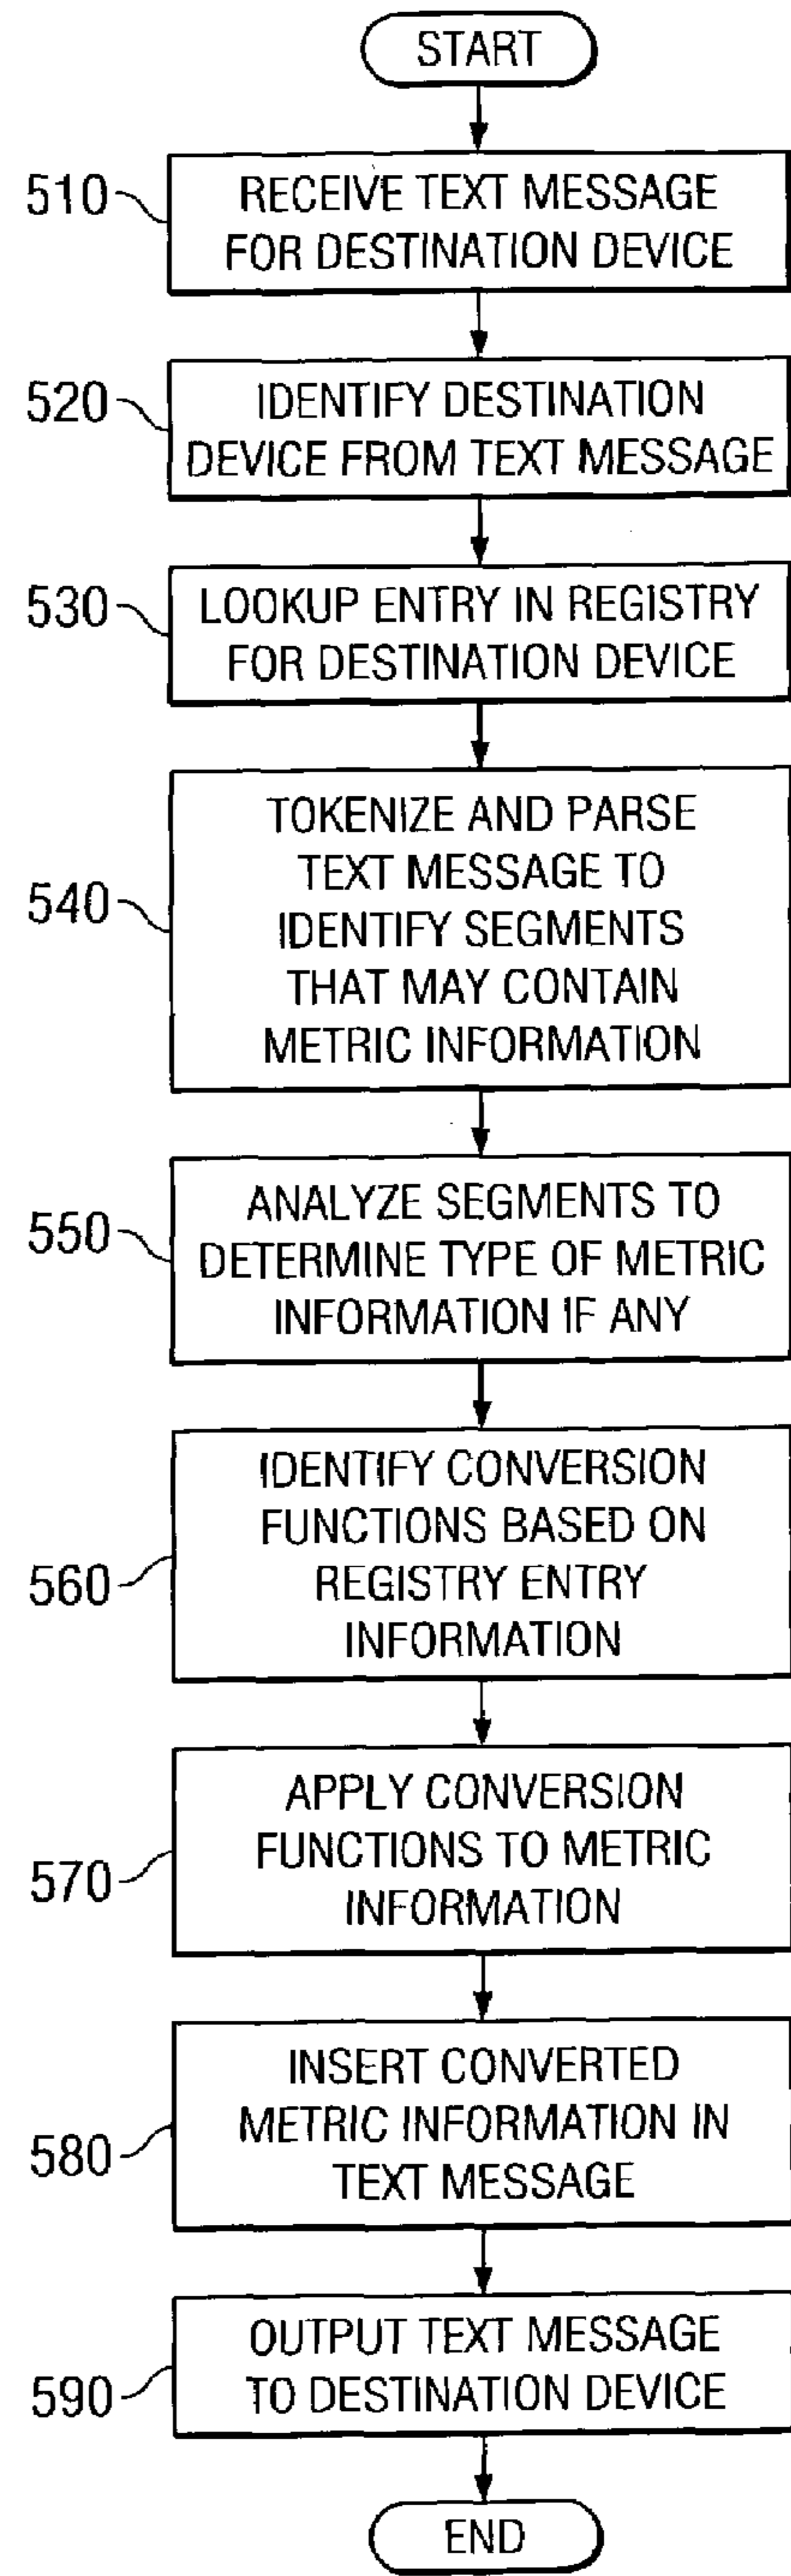 START
510
RECEIVE TEXT MESSAGE
FOR DESTINATION DEVICE
520
IDENTIFY DESTINATION
DEVICE FROM TEXT MESSAGE
530
LOOKUP ENTRY IN REGISTRY
FOR DESTINATION DEVICE
540
TOKENIZE AND PARSE
TEXT MESSAGE TO
IDENTIFY SEGMENTS
THAT MAY CONTAIN
METRIC INFORMATION
550
ANALYZE SEGMENTS TO
DETERMINE TYPE OF METRIC
INFORMATION IF ANY
560
IDENTIFY CONVERSION
FUNCTIONS BASED ON
REGISTRY ENTRY
INFORMATION
570
APPLY CONVERSION
FUNCTIONS TO METRIC
INFORMATION
580
INSERT CONVERTED
METRIC INFORMATION IN
TEXT MESSAGE
590
OUTPUT TEXT MESSAGE
TO DESTINATION DEVICE
END